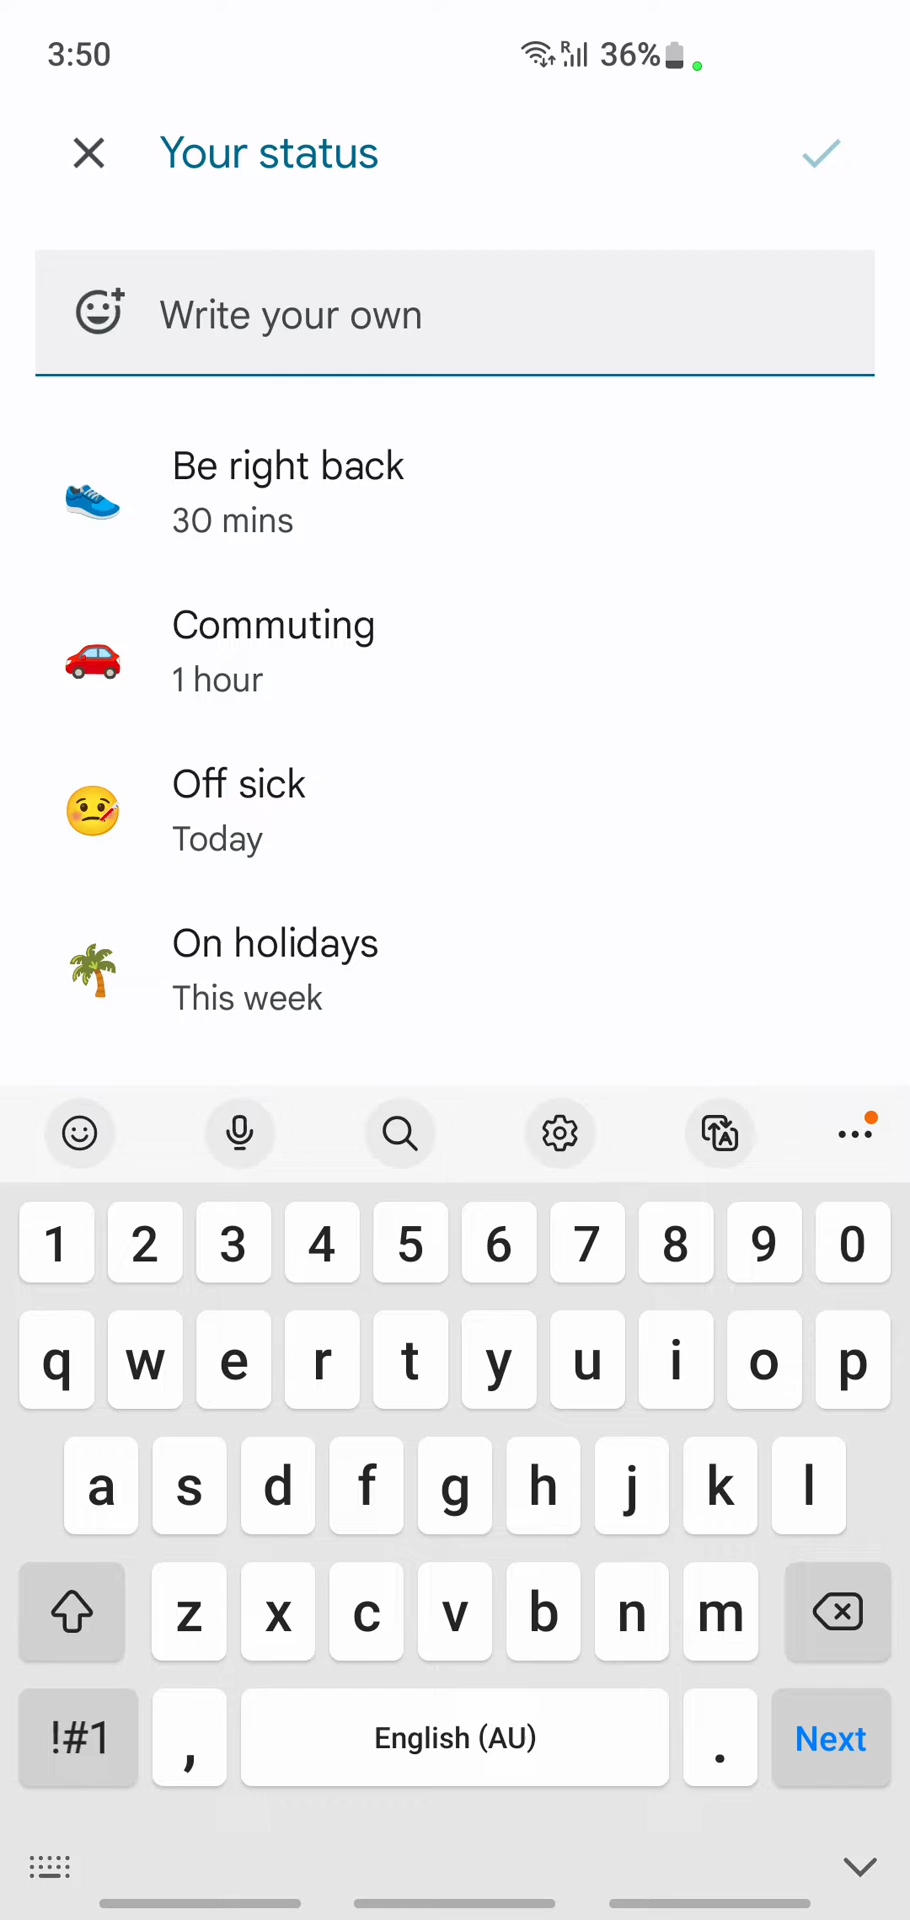 3:50
R 36%
Your status
Write your own
Be right back
30 mins
Commuting
1 hour
Off sick
Today
On holidays
This week
1 2 3 4 5 6 7 8 9 0
q w e r t y u i o p
a s d f g h j k l
z x c v b n m
!#1 , English (AU) . Next